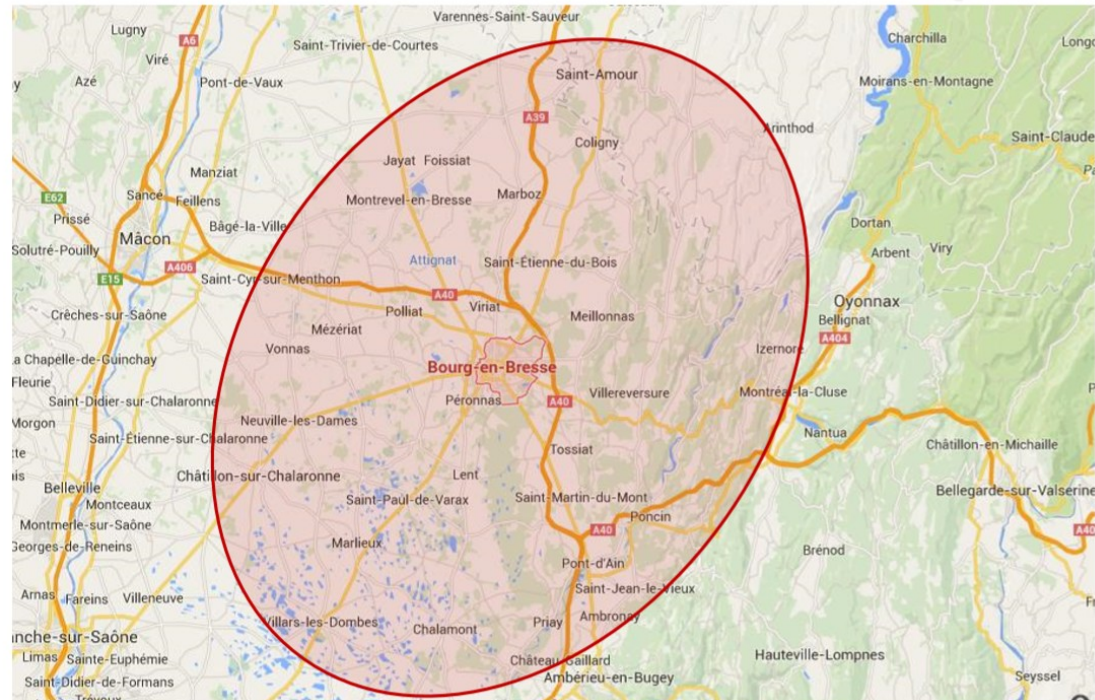 Varennes-Saint-Sauveur
Lugny
A6
Saint-Trivier-de-Courtes
Charchilla
Viré
Azé
Pont-de-Vaux
Saint-Amour
Moirans-en-Montagne
A39
Arinthod
Saint-Claude
Coligny
Jayat Foissiat
Manziat
Sancé
Feillens
Montrevel-en-Bresse
Marboz
E62
Prissé
Bâgé-la-Ville
Dortan
Solutré-Pouilly
Mâcon
Arbent
Viry
A406
Attignat
Saint-Étienne-du-Bois
E15
Saint-Cyr-sur-Menthon
A40
Oyonnax
Crêches-sur-Saône
Polliat
Viriat
Meillonnas
Bellignat
Mézériat
A404
La Chapelle-de-Guinchay
Vonnas
Izernore
Fleurie
Bourg-en-Bresse
Saint-Didier-sur-Chalaronne
Péronnas
A40
Villereversure
Montréal-la-Cluse
Morgon
Neuville-les-Dames
Nantua
Saint-Étienne-sur-Chalaronne
Tossiat
Châtillon-en-Michaille
Châtillon-sur-Chalaronne
Lent
Belleville
Saint-Paul-de-Varax
Saint-Martin-du-Mont
Bellegarde-sur-Valserine
Montceaux
Poncin
Montmerle-sur-Saône
A40
A40
Georges-de-Reneins
Marlieux
Brénod
Pont-d'Ain
Saint-Jean-le-Vieux
Arnas
Fareins
Villeneuve
Villars-les-Dombes
Chalamont
Priay
Ambronay
nche-sur-Saône
Limas
Sainte-Euphémie
Château-Gaillard
Hauteville-Lompnes
Saint-Didier-de-Formans
Ambérieu-en-Bugey
Seyssel